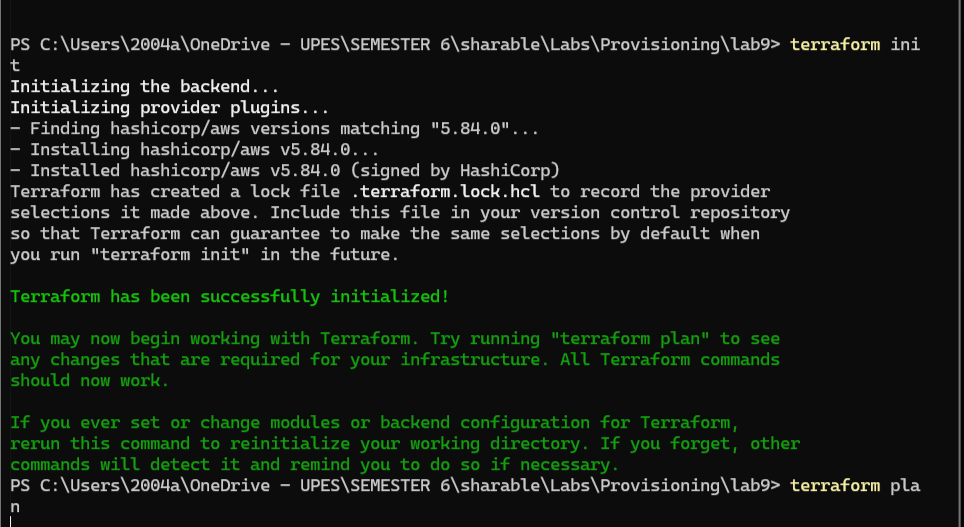 PS C:\Users\2004a\OneDrive - UPES\SEMESTER 6\sharable\Labs\Provisioning\lab9> terraform ini
t
Initializing the backend...
Initializing provider plugins...
- Finding hashicorp/aws versions matching "5.84.0"...
- Installing hashicorp/aws v5.84.0...
- Installed hashicorp/aws v5.84.0 (signed by HashiCorp)
Terraform has created a lock file .terraform.lock.hcl to record the provider
selections it made above. Include this file in your version control repository
so that Terraform can guarantee to make the same selections by default when
you run "terraform init" in the future.
Terraform has been successfully initialized!
You may now begin working with Terraform. Try running "terraform plan" to see
any changes that are required for your infrastructure. All Terraform commands
should now work.
If you ever set or change modules or backend configuration for Terraform,
rerun this command to reinitialize your working directory. If you forget, other
commands will detect it and remind you to do so if necessary.
PS C:\Users\2004a\OneDrive - UPES\SEMESTER 6\sharable\Labs\Provisioning\lab9> terraform pla
n